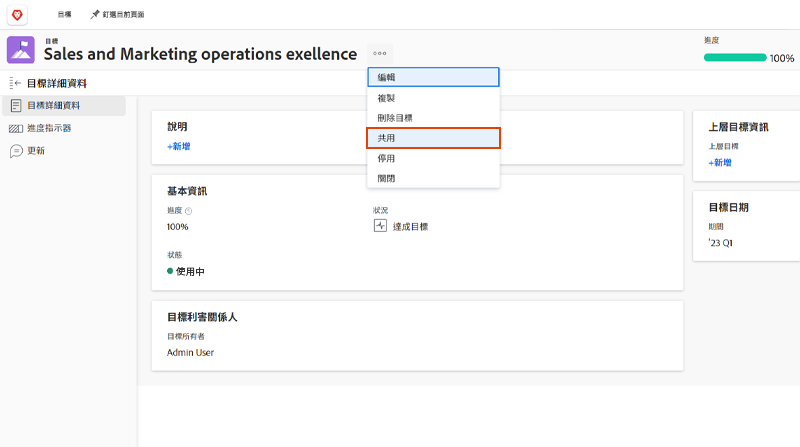 目標
釘選目前頁面
目標
Sales and Marketing operations exellence
進度
100%
編輯
複製
刪除目標
共用
停用
關閉
目標詳細資料
目標詳細資料
進度指示器
更新
說明
+新增
基本資訊
進度
100%
狀況
達成目標
狀態
使用中
目標利害關係人
目標所有者
Admin User
上層目標資訊
上層目標
+新增
目標日期
期間
'23 Q1